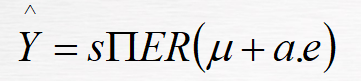 Ŷ = sΠER(μ + a.e)